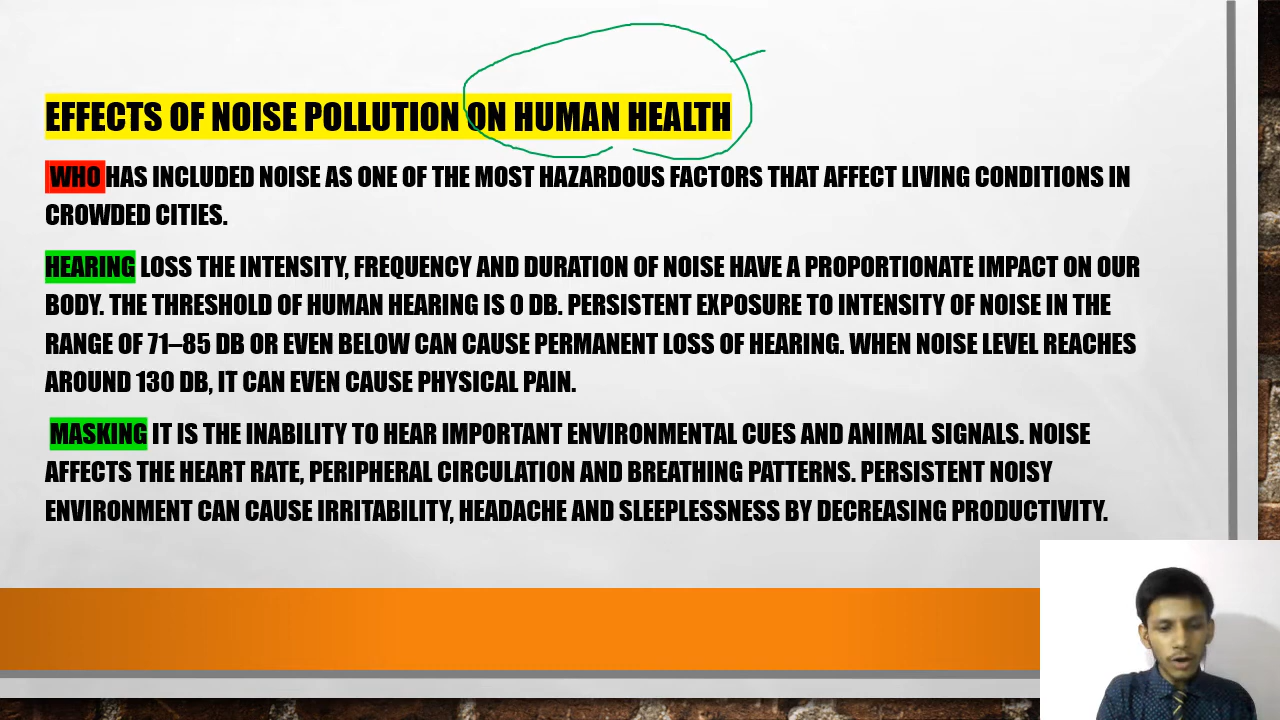 EFFECTS OF NOISE POLLUTION ON HUMAN HEALTH
WHO HAS INCLUDED NOISE AS ONE OF THE MOST HAZARDOUS FACTORS THAT AFFECT LIVING CONDITIONS IN
CROWDED CITIES.
HEARING LOSS THE INTENSITY, FREQUENCY AND DURATION OF NOISE HAVE A PROPORTIONATE IMPACT ON OUR
BODY. THE THRESHOLD OF HUMAN HEARING IS 0 DB. PERSISTENT EXPOSURE TO INTENSITY OF NOISE IN THE
RANGE OF 71–85 DB OR EVEN BELOW CAN CAUSE PERMANENT LOSS OF HEARING. WHEN NOISE LEVEL REACHES
AROUND 130 DB, IT CAN EVEN CAUSE PHYSICAL PAIN.
MASKING IT IS THE INABILITY TO HEAR IMPORTANT ENVIRONMENTAL CUES AND ANIMAL SIGNALS. NOISE
AFFECTS THE HEART RATE, PERIPHERAL CIRCULATION AND BREATHING PATTERNS. PERSISTENT NOISY
ENVIRONMENT CAN CAUSE IRRITABILITY, HEADACHE AND SLEEPLESSNESS BY DECREASING PRODUCTIVITY.